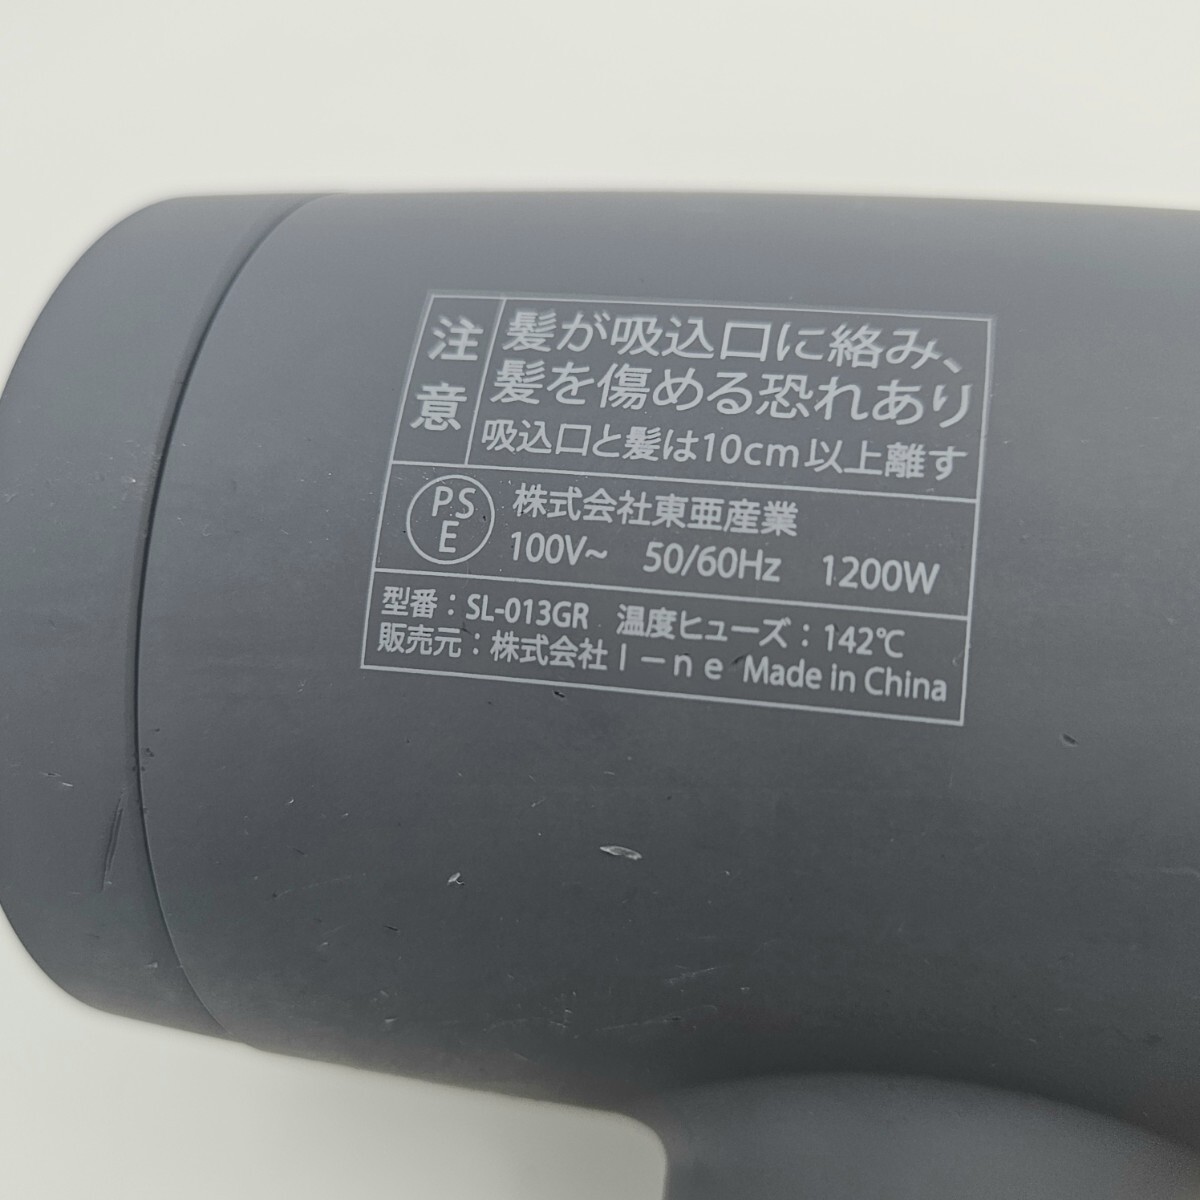 注意
髪が吸込口に絡み、
髪を傷める恐れあり
吸込口と髪は10cm以上離す
PS
E
株式会社東亜産業
100V~ 50/60Hz 1200W
型番：SL-013GR 温度ヒューズ：142℃
販売元：株式会社I－ne Made in China